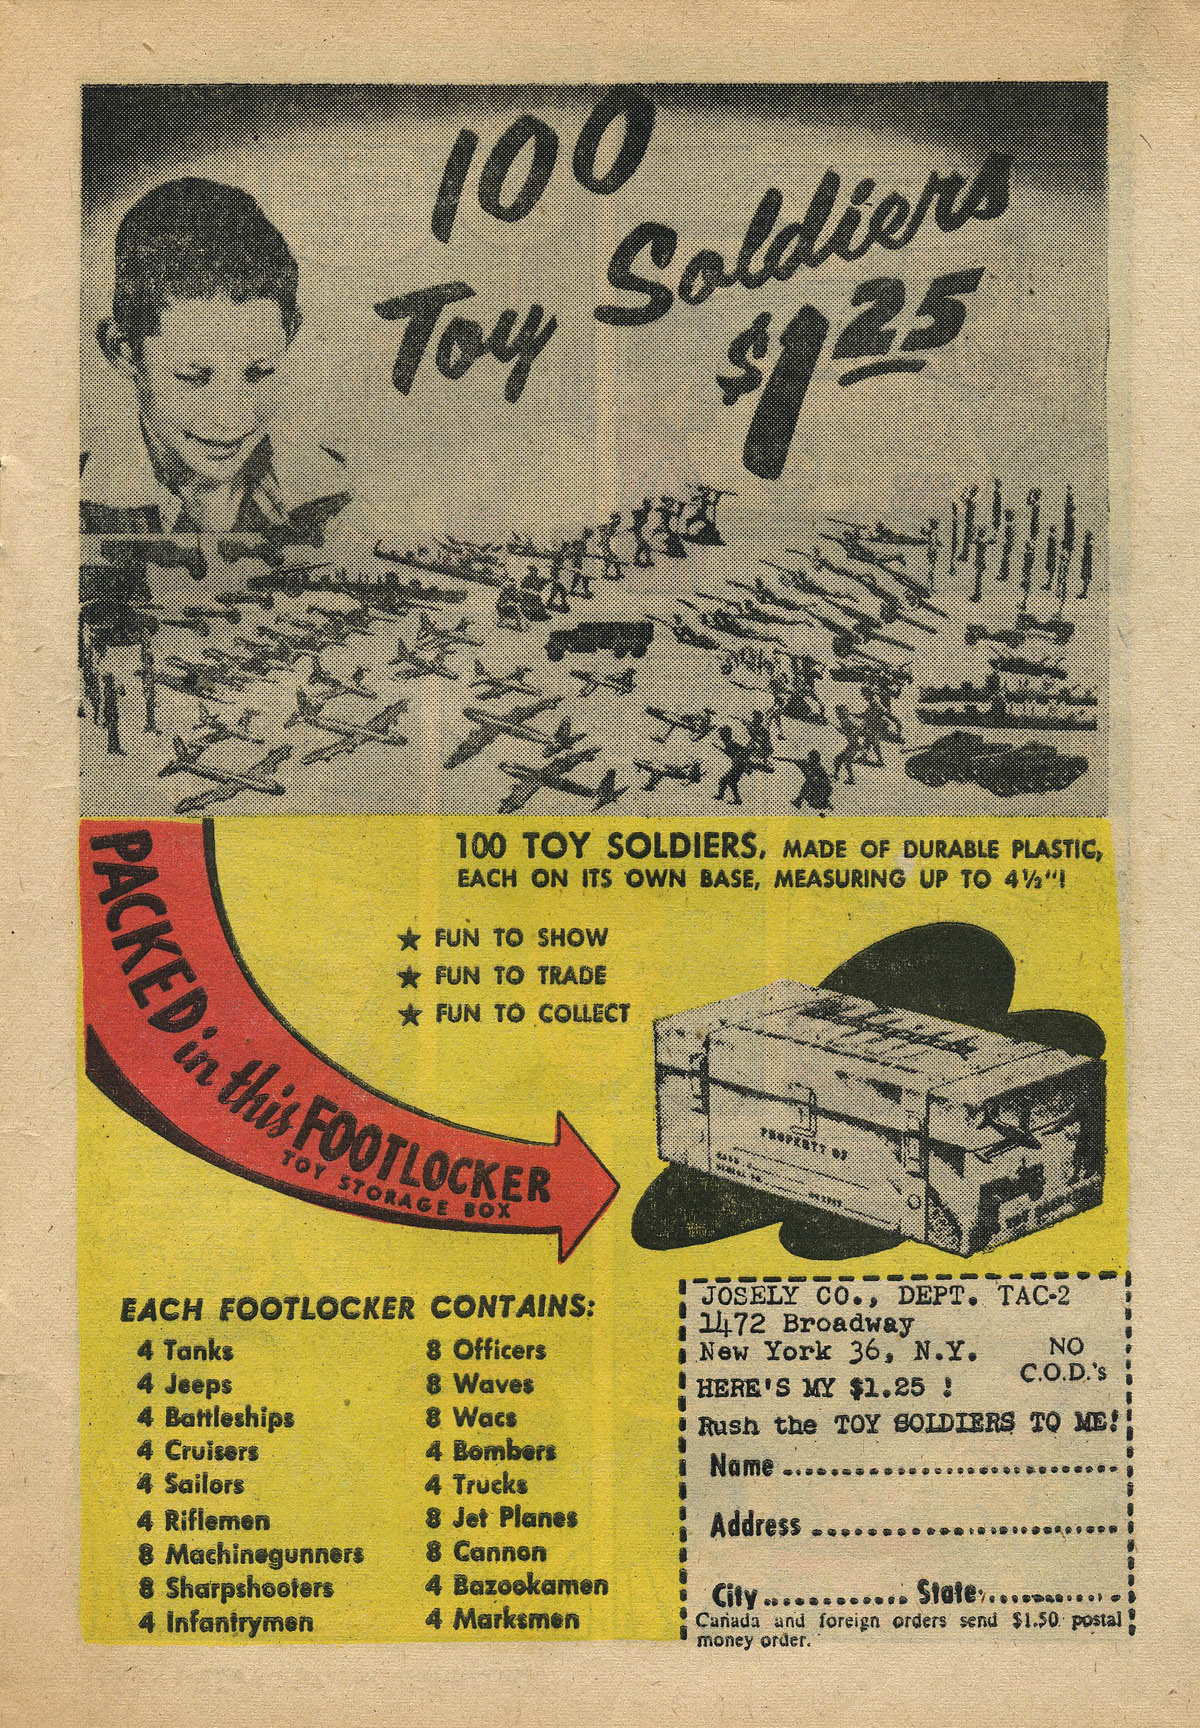 100
Toy Soldiers
$1.25
100 TOY SOLDIERS, MADE OF DURABLE PLASTIC,
EACH ON ITS OWN BASE, MEASURING UP TO 4½"!
★ FUN TO SHOW
★ FUN TO TRADE
★ FUN TO COLLECT
PACKED in this FOOTLOCKER
TOY STORAGE BOX
PROPERTY OF
EACH FOOTLOCKER CONTAINS:
4 Tanks
4 Jeeps
4 Battleships
4 Cruisers
4 Sailors
4 Riflemen
8 Machinegunners
8 Sharpshooters
4 Infantrymen
8 Officers
8 Waves
8 Wacs
4 Bombers
4 Trucks
8 Jet Planes
8 Cannon
4 Bazookamen
4 Marksmen
JOSELY CO., DEPT. TAC-2
1472 Broadway
New York 36, N.Y.
NO
C.O.D.'s
HERE'S MY $1.25 !
Rush the TOY SOLDIERS TO ME!
Name
Address
City State
Canada and foreign orders send $1.50 postal
money order.